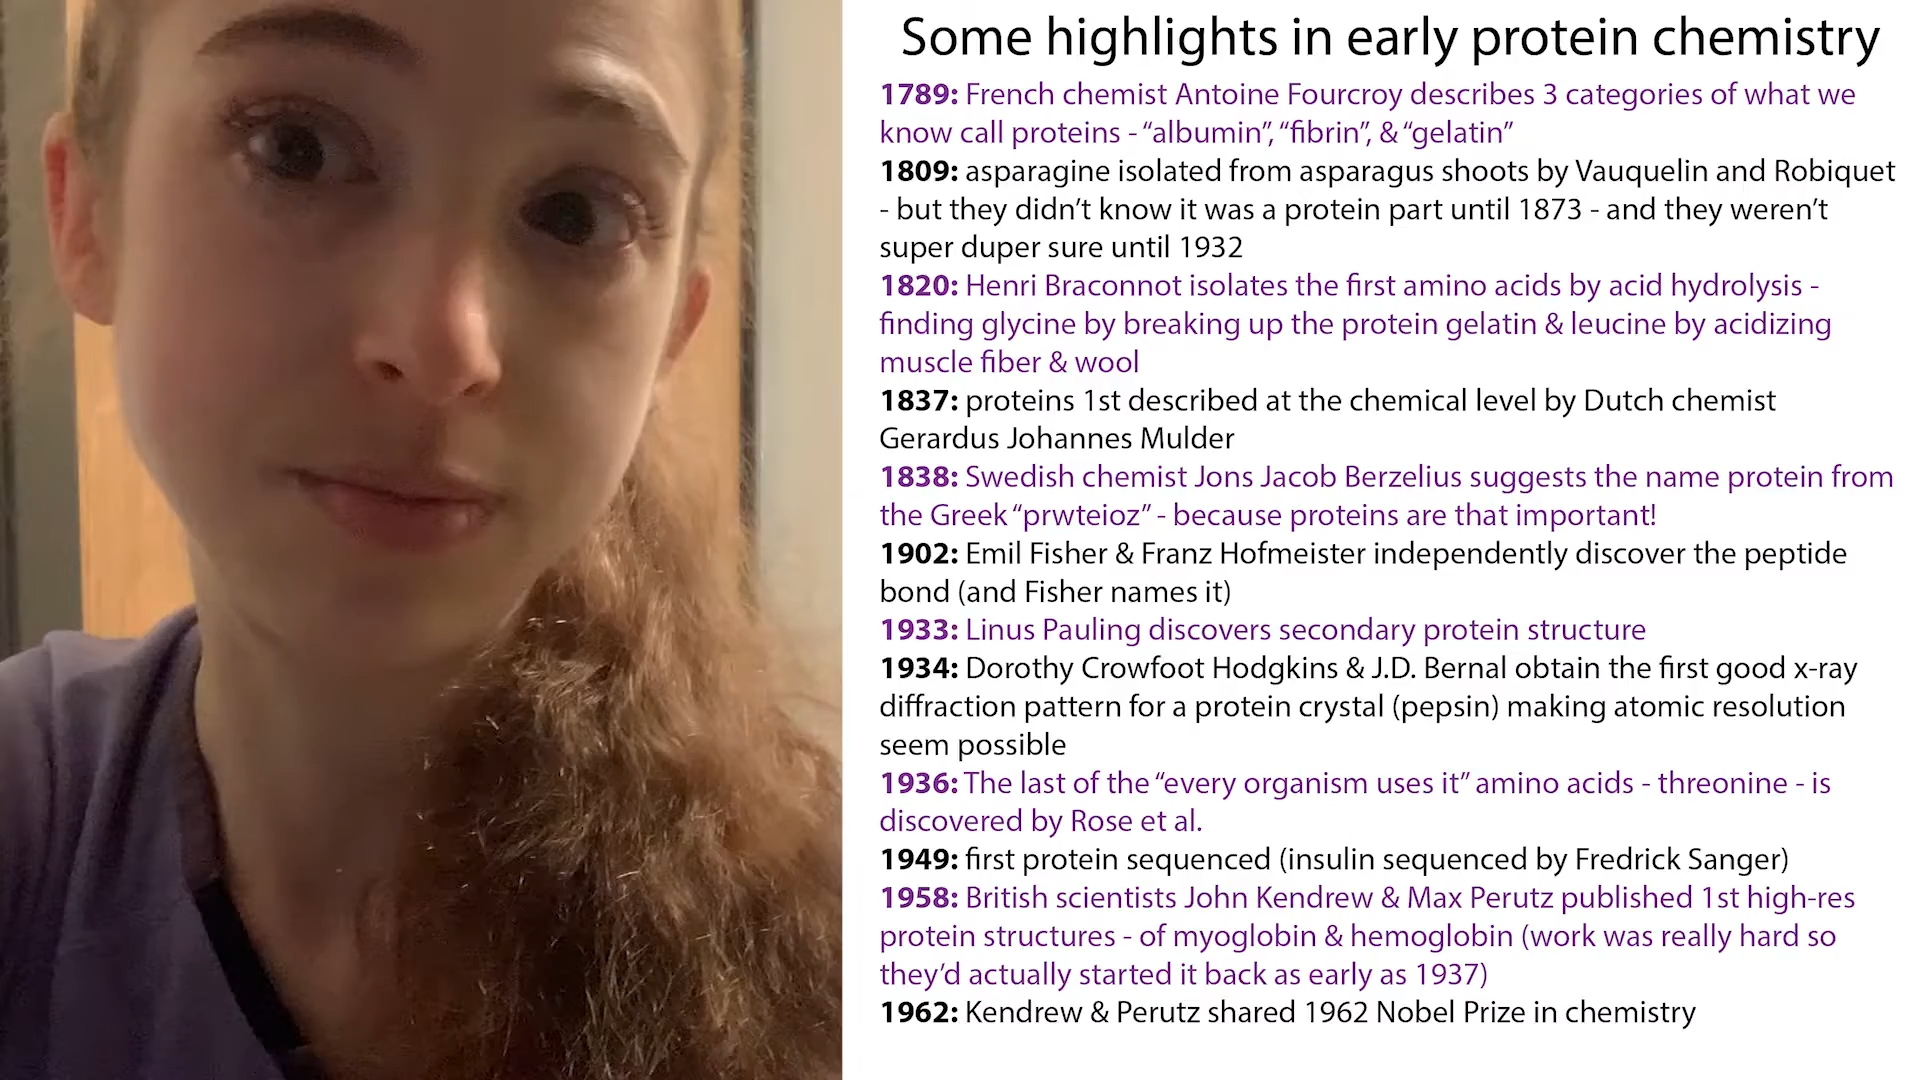 Some highlights in early protein chemistry
1789: French chemist Antoine Fourcroy describes 3 categories of what we
know call proteins - “albumin”, “fibrin”, & “gelatin”
1809: asparagine isolated from asparagus shoots by Vauquelin and Robiquet
- but they didn’t know it was a protein part until 1873 - and they weren’t
super duper sure until 1932
1820: Henri Braconnot isolates the first amino acids by acid hydrolysis -
finding glycine by breaking up the protein gelatin & leucine by acidizing
muscle fiber & wool
1837: proteins 1st described at the chemical level by Dutch chemist
Gerardus Johannes Mulder
1838: Swedish chemist Jons Jacob Berzelius suggests the name protein from
the Greek “prwteioz” - because proteins are that important!
1902: Emil Fisher & Franz Hofmeister independently discover the peptide
bond (and Fisher names it)
1933: Linus Pauling discovers secondary protein structure
1934: Dorothy Crowfoot Hodgkins & J.D. Bernal obtain the first good x-ray
diffraction pattern for a protein crystal (pepsin) making atomic resolution
seem possible
1936: The last of the “every organism uses it” amino acids - threonine - is
discovered by Rose et al.
1949: first protein sequenced (insulin sequenced by Fredrick Sanger)
1958: British scientists John Kendrew & Max Perutz published 1st high-res
protein structures - of myoglobin & hemoglobin (work was really hard so
they’d actually started it back as early as 1937)
1962: Kendrew & Perutz shared 1962 Nobel Prize in chemistry